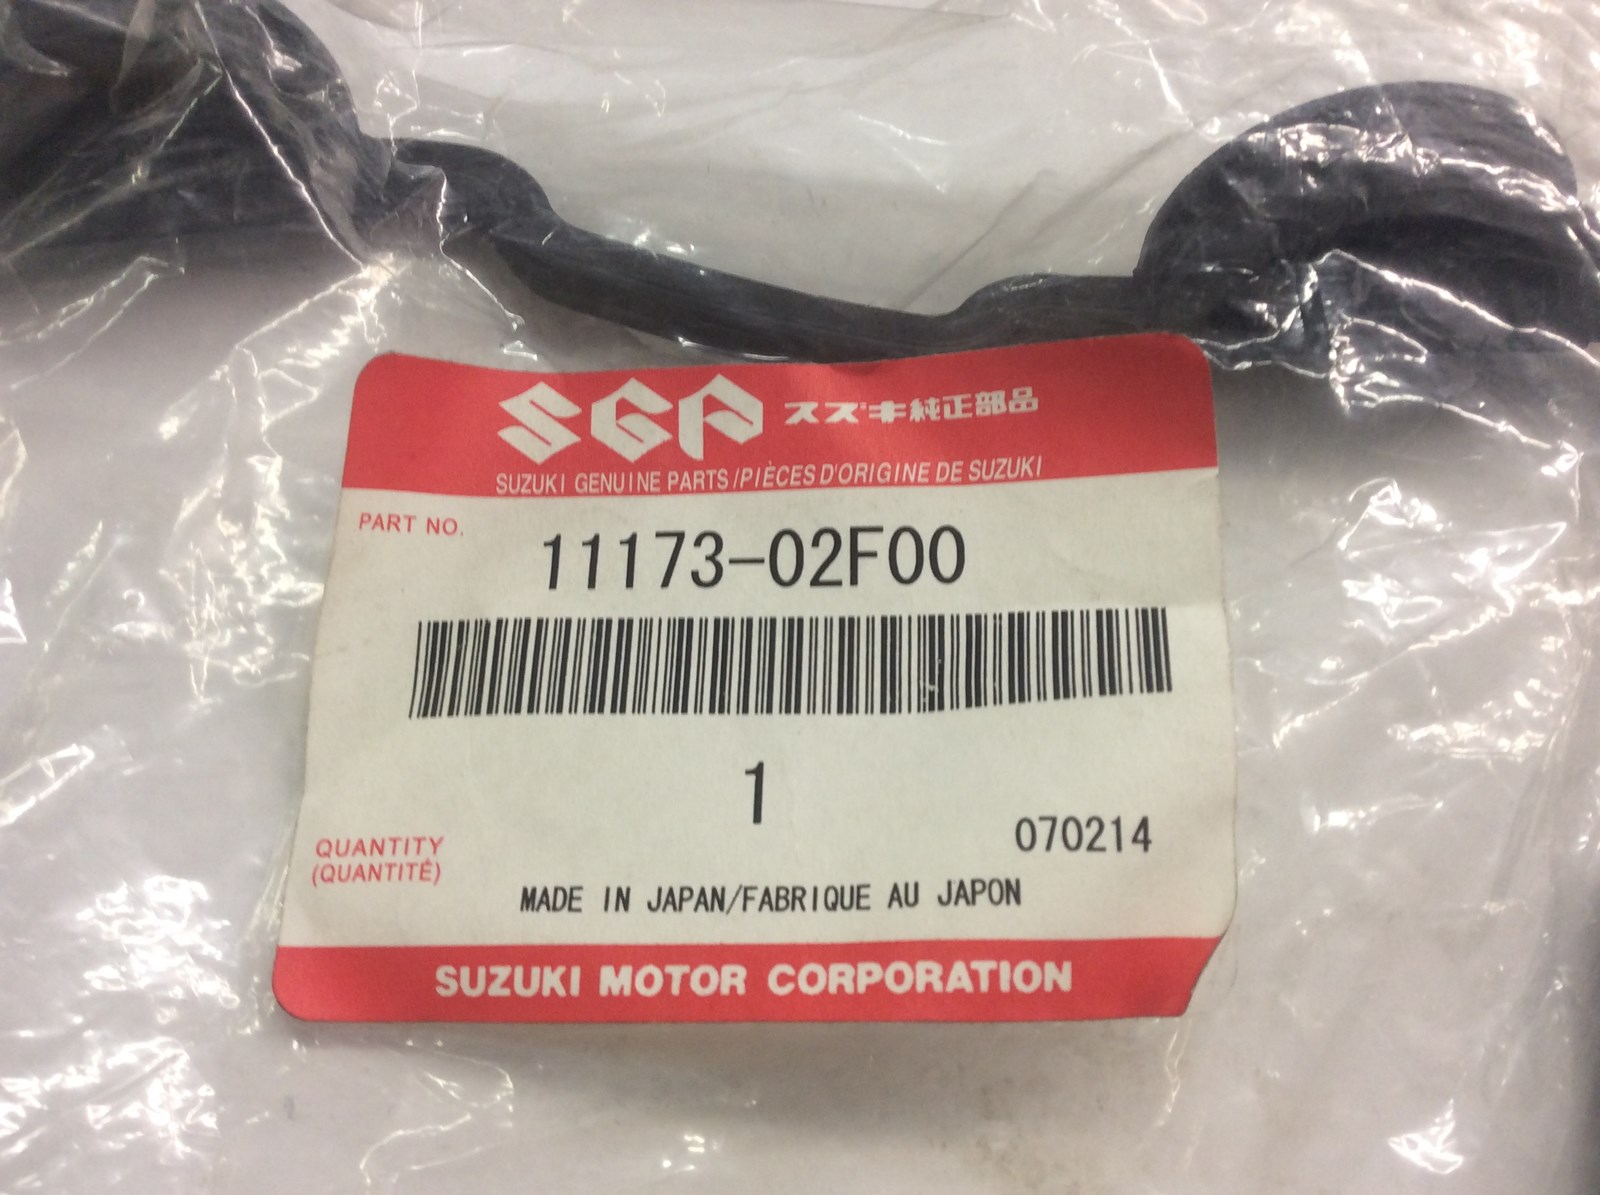 SGP スズキ純正部品
SUZUKI GENUINE PARTS/PIÈCES D'ORIGINE DE SUZUKI
PART NO.
11173-02F00
1
070214
QUANTITY
(QUANTITÉ)
MADE IN JAPAN/FABRIQUE AU JAPON
SUZUKI MOTOR CORPORATION